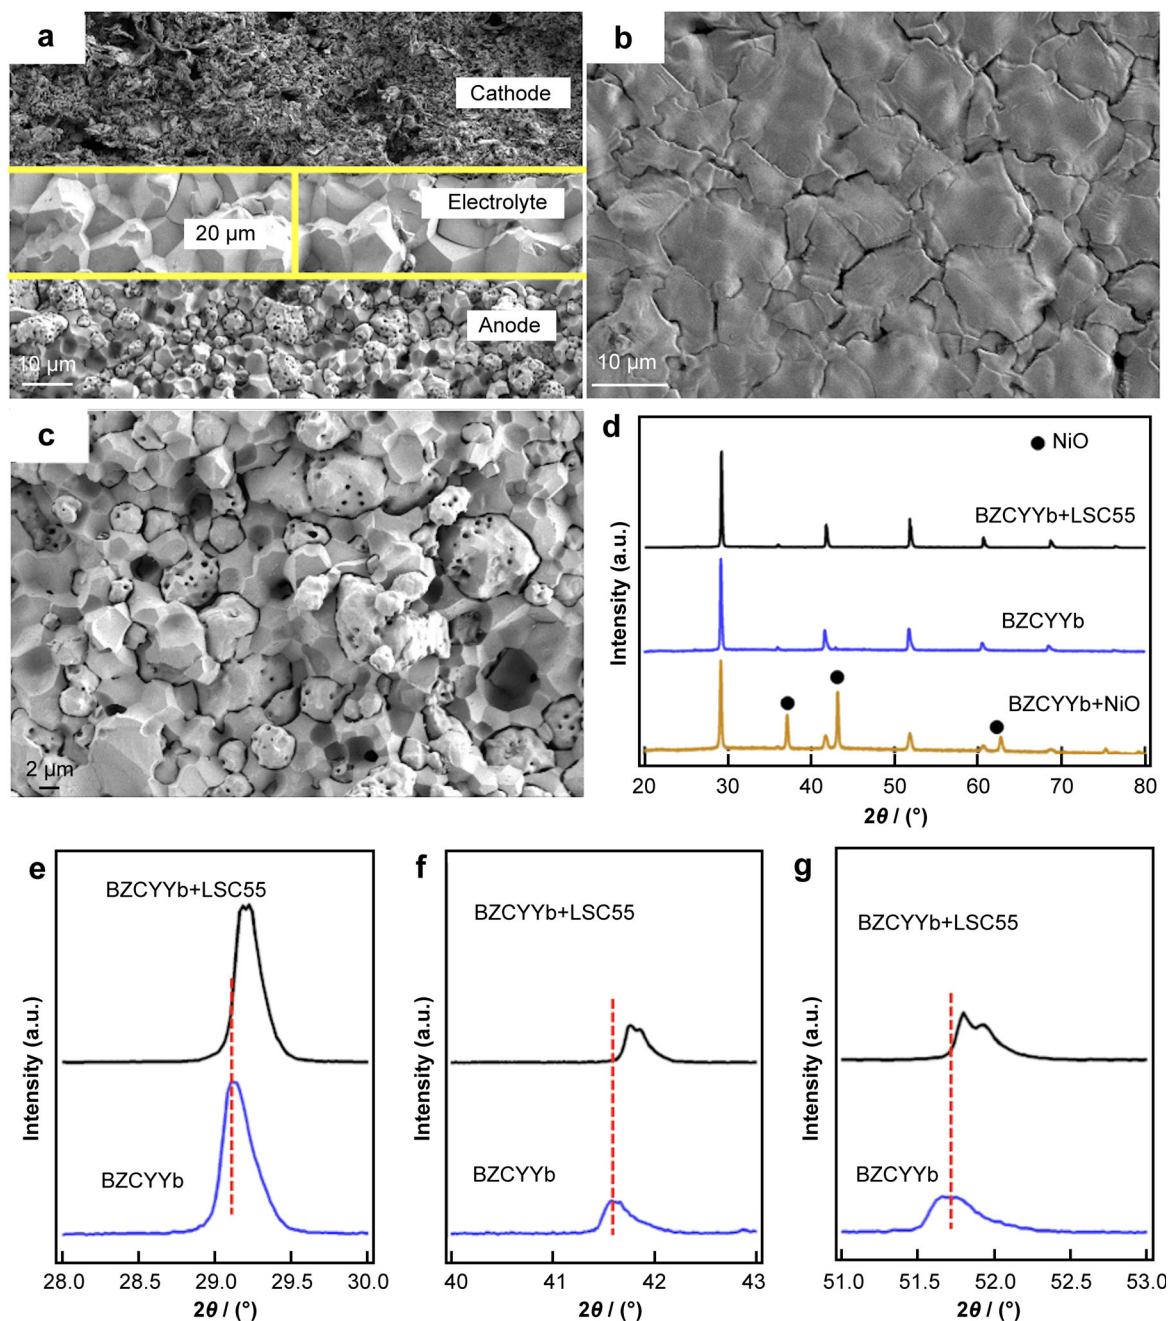 a
Cathode
Electrolyte
20 µm
Anode
10 µm
b
10 µm
c
2 µm
d
NiO
BZCYYb+LSC55
BZCYYb
BZCYYb+NiO
Intensity (a.u.)
20 30 40 50 60 70 80
2θ / (°)
e
BZCYYb+LSC55
BZCYYb
Intensity (a.u.)
28.0 28.5 29.0 29.5 30.0
2θ / (°)
f
BZCYYb+LSC55
BZCYYb
Intensity (a.u.)
40 41 42 43
2θ / (°)
g
BZCYYb+LSC55
BZCYYb
Intensity (a.u.)
51.0 51.5 52.0 52.5 53.0
2θ / (°)